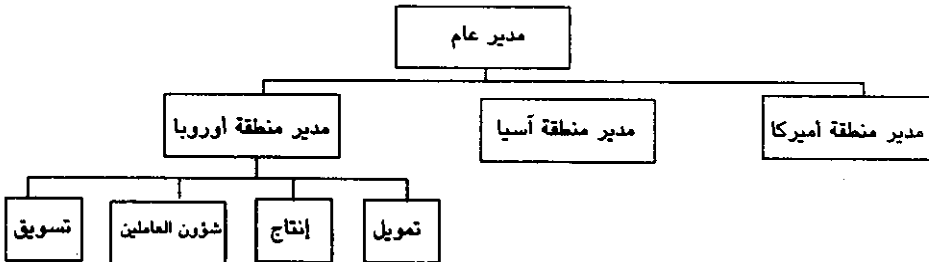 مدير عام
مدير منطقة أميركا
مدير منطقة آسيا
مدير منطقة أوروبا
تمويل
إنتاج
شؤون العاملين
تسويق